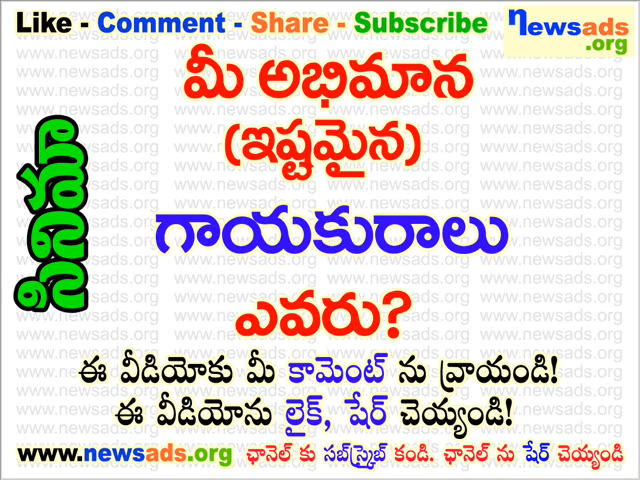 Like - Comment - Share - Subscribe
newsads
.org
మీ అభిమాన
(ఇష్టమైన)
సినిమా
గాయకురాలు
ఎవరు?
ఈ వీడియోకు మీ కామెంట్ ను వ్రాయండి!
ఈ వీడియోను లైక్, షేర్ చెయ్యండి!
www.newsads.org ఛానెల్ కు సబ్‌స్క్రైబ్ కండి. ఛానెల్ ను షేర్ చెయ్యండి